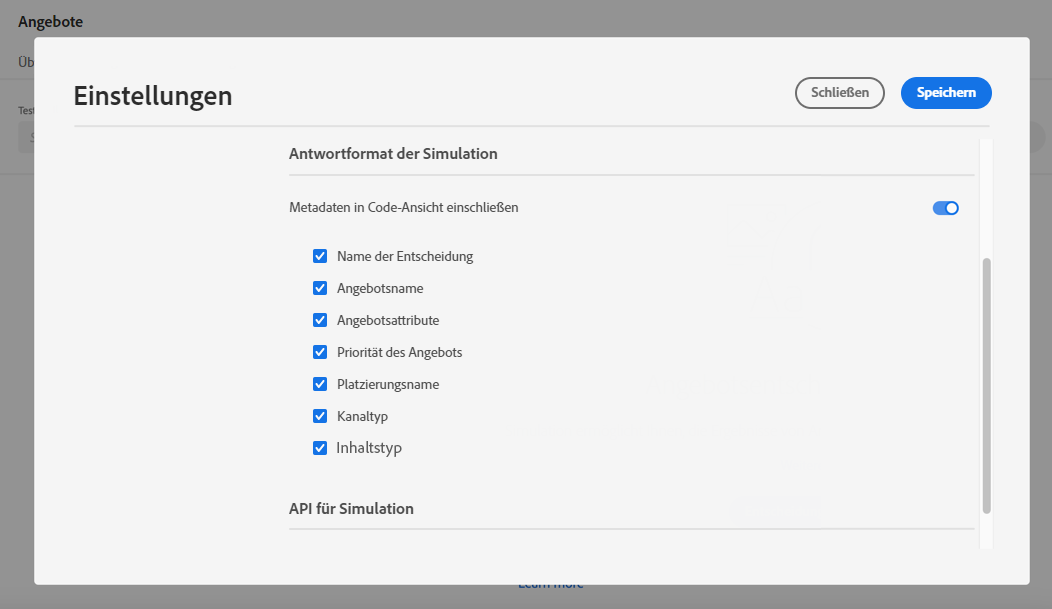 Angebote
Üb
Einstellungen
Schließen
Speichern
Test
S
Antwortformat der Simulation
Metadaten in Code-Ansicht einschließen
Name der Entscheidung
Angebotsname
Angebotsattribute
Priorität des Angebots
Platzierungsname
Kanaltyp
Inhaltstyp
API für Simulation
Learn more